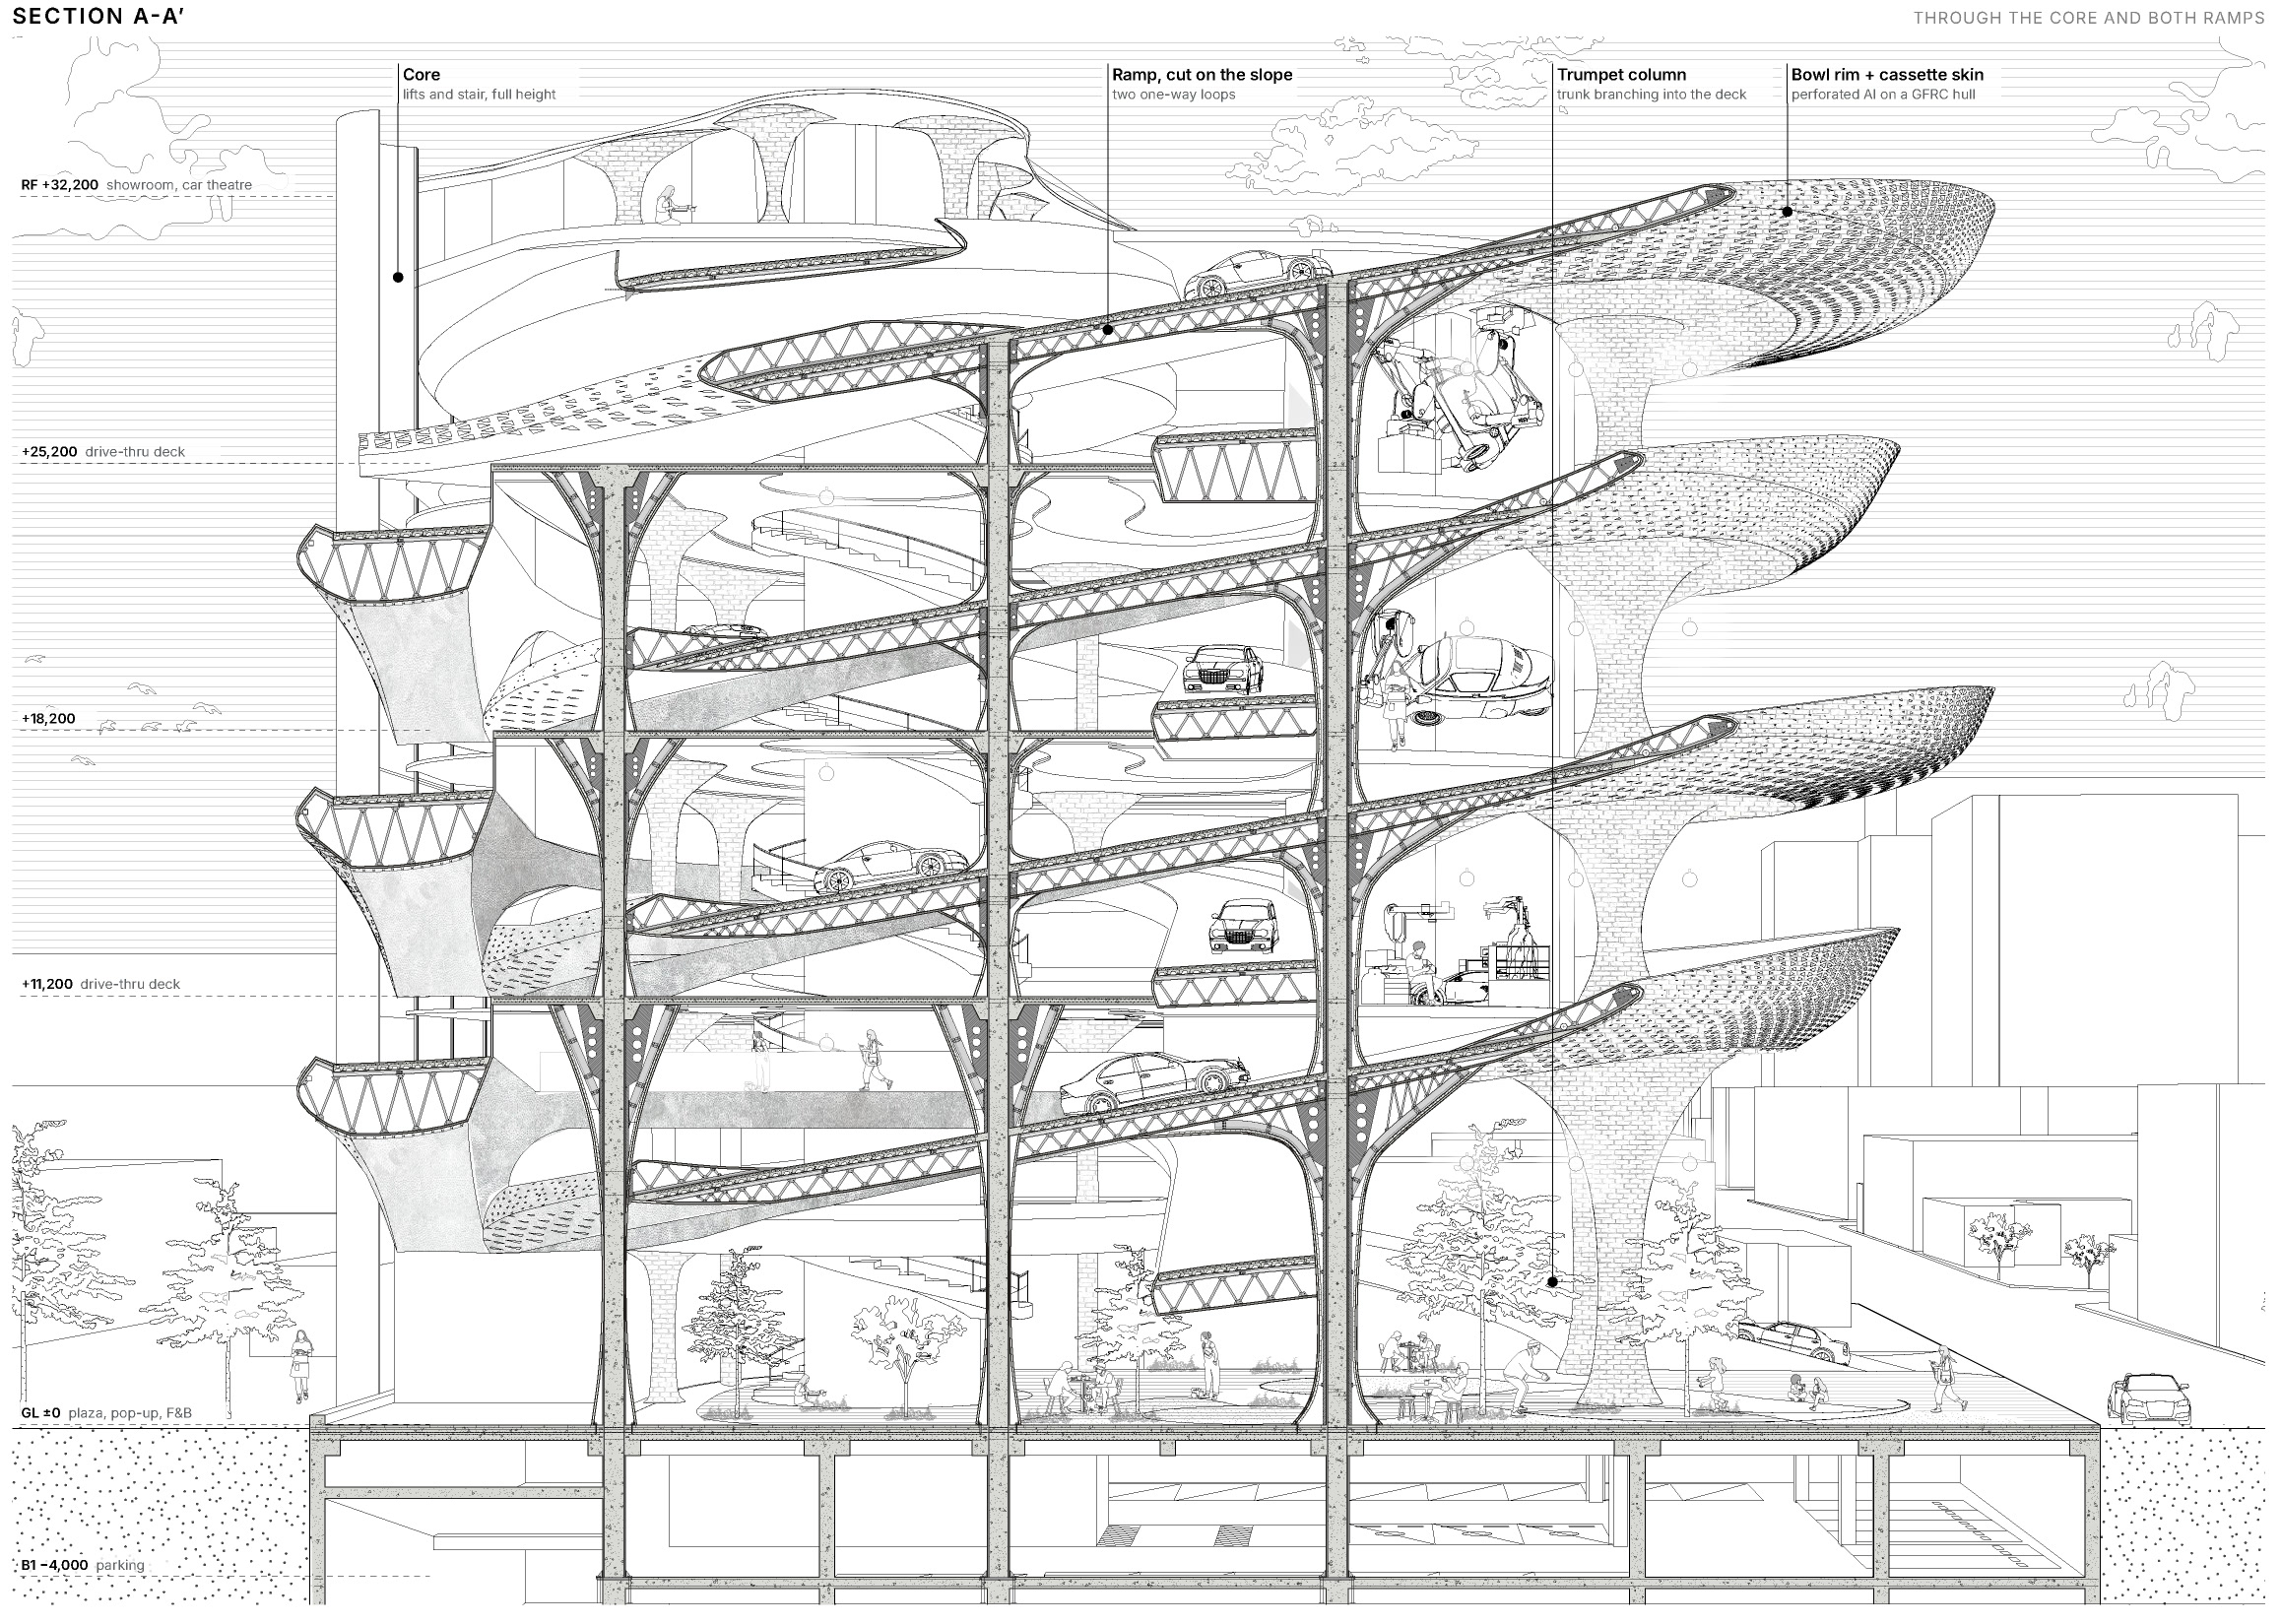 SECTION A-A′
THROUGH THE CORE AND BOTH RAMPS
Core
lifts and stair, full height
Ramp, cut on the slope
two one-way loops
Trumpet column
trunk branching into the deck
Bowl rim + cassette skin
perforated Al on a GFRC hull
RF +32,200 showroom, car theatre
+25,200 drive-thru deck
+18,200
+11,200 drive-thru deck
GL ±0 plaza, pop-up, F&B
B1 −4,000 parking